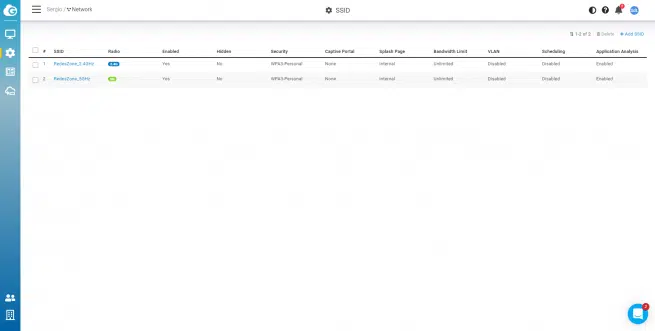 Sergio / Network
SSID
1-2 of 2 Delete + Add SSID
# SSID Radio Enabled Hidden Security Captive Portal Splash Page Bandwidth Limit VLAN Scheduling Application Analysis
1 RedesZone_2.4GHz 2.4G Yes No WPA3-Personal None Internal Unlimited Disabled Disabled Enabled
2 RedesZone_5GHz 5G Yes No WPA3-Personal None Internal Unlimited Disabled Disabled Enabled